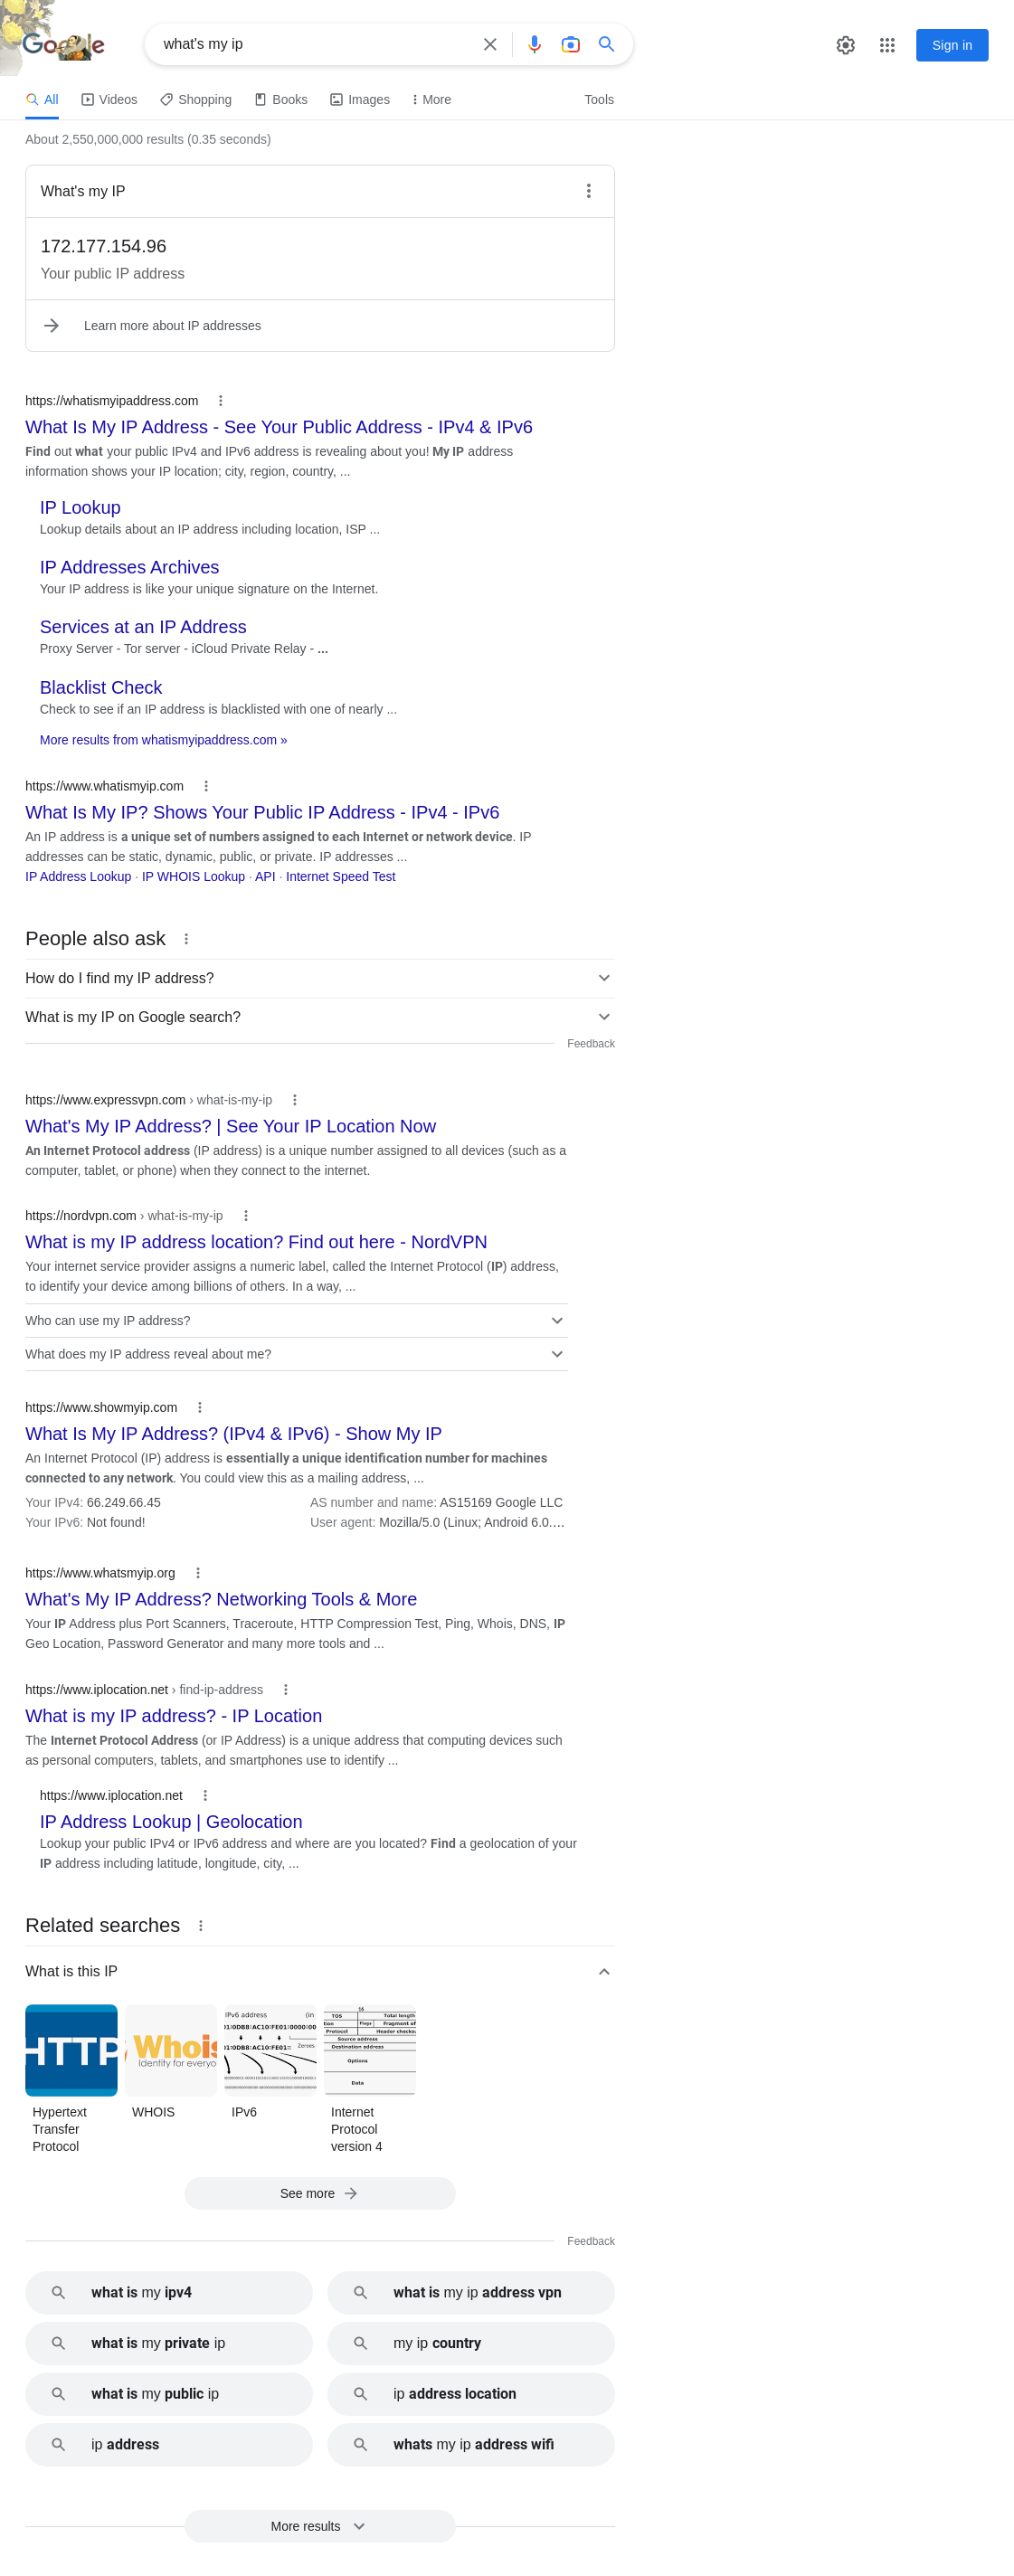 Google
what's my ip
Sign in
All
Videos
Shopping
Books
Images
More
Tools
About 2,550,000,000 results (0.35 seconds)
What's my IP
172.177.154.96
Your public IP address
Learn more about IP addresses
https://whatismyipaddress.com
What Is My IP Address - See Your Public Address - IPv4 & IPv6
Find out what your public IPv4 and IPv6 address is revealing about you! My IP address
information shows your IP location; city, region, country, ...
IP Lookup
Lookup details about an IP address including location, ISP ...
IP Addresses Archives
Your IP address is like your unique signature on the Internet.
Services at an IP Address
Proxy Server - Tor server - iCloud Private Relay - ...
Blacklist Check
Check to see if an IP address is blacklisted with one of nearly ...
More results from whatismyipaddress.com »
https://www.whatismyip.com
What Is My IP? Shows Your Public IP Address - IPv4 - IPv6
An IP address is a unique set of numbers assigned to each Internet or network device. IP
addresses can be static, dynamic, public, or private. IP addresses ...
IP Address Lookup · IP WHOIS Lookup · API · Internet Speed Test
People also ask
How do I find my IP address?
What is my IP on Google search?
Feedback
https://www.expressvpn.com › what-is-my-ip
What's My IP Address? | See Your IP Location Now
An Internet Protocol address (IP address) is a unique number assigned to all devices (such as a
computer, tablet, or phone) when they connect to the internet.
https://nordvpn.com › what-is-my-ip
What is my IP address location? Find out here - NordVPN
Your internet service provider assigns a numeric label, called the Internet Protocol (IP) address,
to identify your device among billions of others. In a way, ...
Who can use my IP address?
What does my IP address reveal about me?
https://www.showmyip.com
What Is My IP Address? (IPv4 & IPv6) - Show My IP
An Internet Protocol (IP) address is essentially a unique identification number for machines
connected to any network. You could view this as a mailing address, ...
Your IPv4: 66.249.66.45
AS number and name: AS15169 Google LLC
Your IPv6: Not found!
User agent: Mozilla/5.0 (Linux; Android 6.0....
https://www.whatsmyip.org
What's My IP Address? Networking Tools & More
Your IP Address plus Port Scanners, Traceroute, HTTP Compression Test, Ping, Whois, DNS, IP
Geo Location, Password Generator and many more tools and ...
https://www.iplocation.net › find-ip-address
What is my IP address? - IP Location
The Internet Protocol Address (or IP Address) is a unique address that computing devices such
as personal computers, tablets, and smartphones use to identify ...
https://www.iplocation.net
IP Address Lookup | Geolocation
Lookup your public IPv4 or IPv6 address and where are you located? Find a geolocation of your
IP address including latitude, longitude, city, ...
Related searches
What is this IP
HTTP
Whois
Identity for everyo
IPv6 address (in
Zeroes
16
TOS Total length
Flags Fragment of
Protocol Header checksu
Source address
Destination address
Options
Data
Hypertext
Transfer
Protocol
WHOIS
IPv6
Internet
Protocol
version 4
See more
Feedback
what is my ipv4
what is my ip address vpn
what is my private ip
my ip country
what is my public ip
ip address location
ip address
whats my ip address wifi
More results